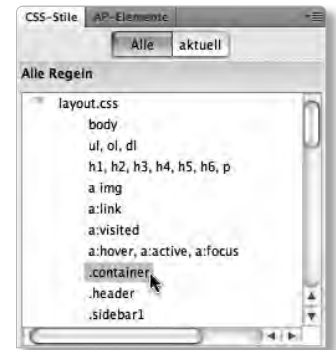 CSS-Stile AP-Elemente
Alle aktuell
Alle Regeln
layout.css
body
ul, ol, dl
h1, h2, h3, h4, h5, h6, p
a img
a:link
a:visited
a:hover, a:active, a:focus
.container
.header
.sidebar1